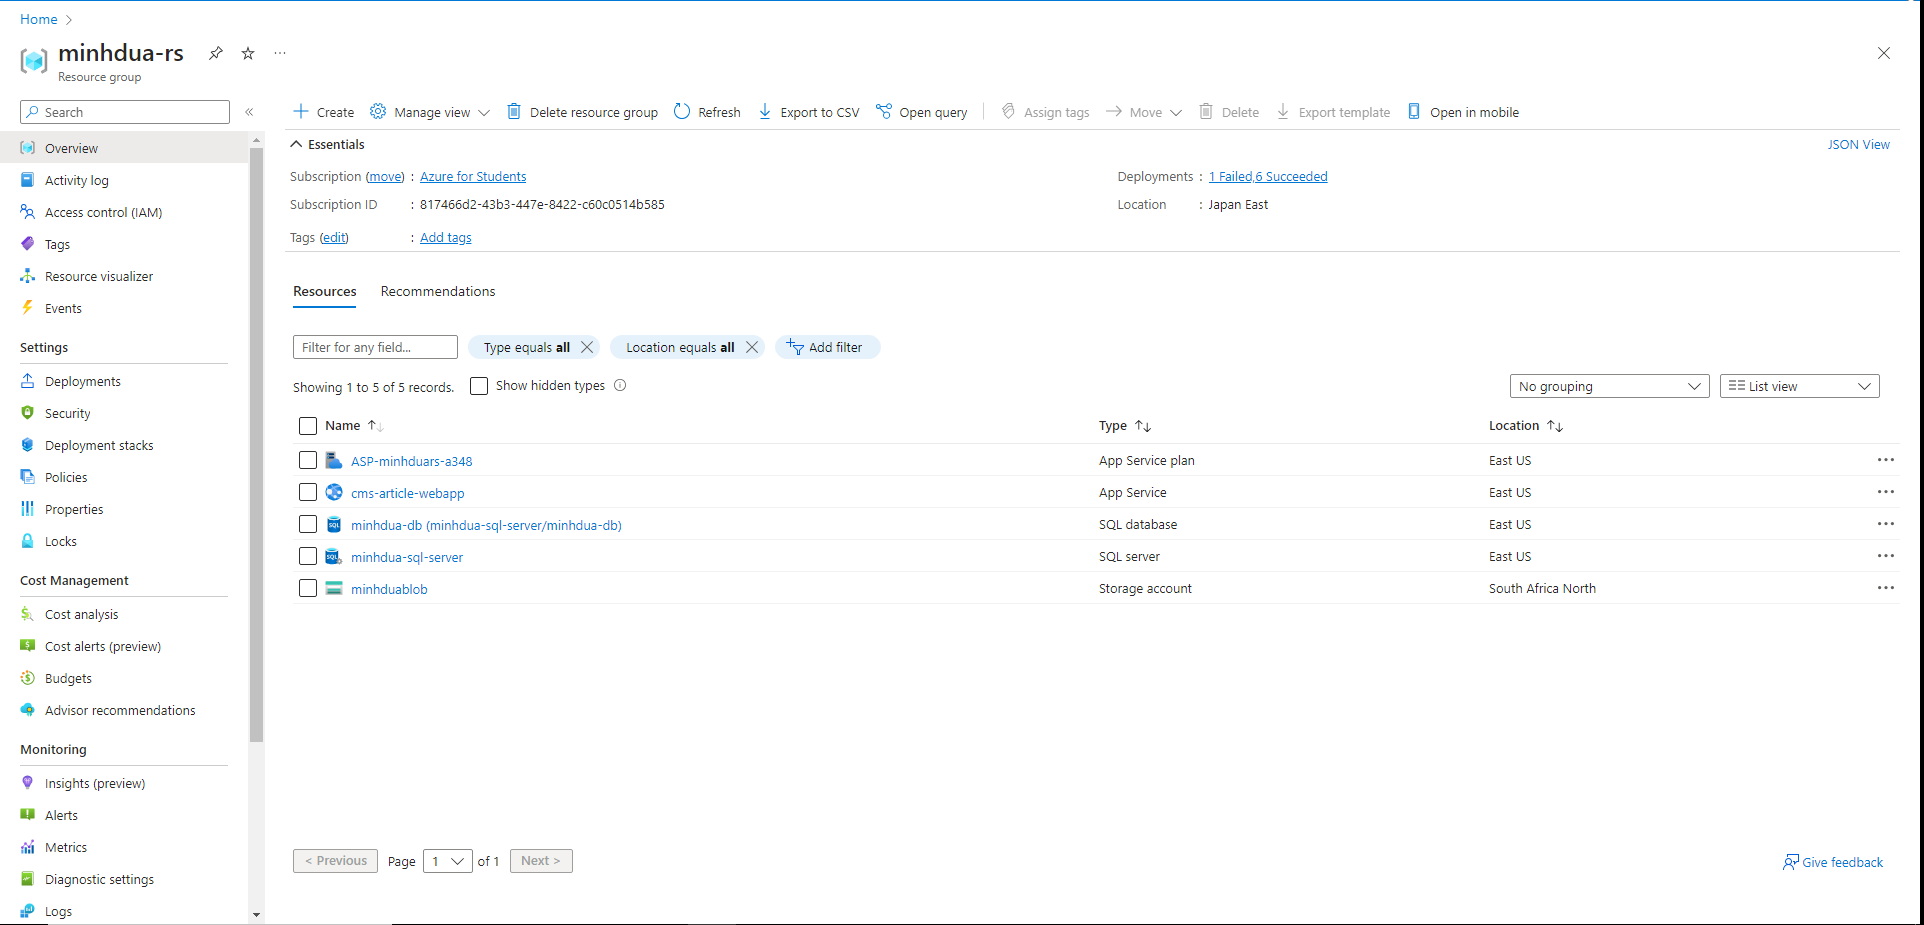 Home
minhdua-rs
Resource group
Search
Create Manage view Delete resource group Refresh Export to CSV Open query Assign tags Move Delete Export template Open in mobile
Overview
Activity log
Access control (IAM)
Tags
Resource visualizer
Events
Settings
Deployments
Security
Deployment stacks
Policies
Properties
Locks
Cost Management
Cost analysis
Cost alerts (preview)
Budgets
Advisor recommendations
Monitoring
Insights (preview)
Alerts
Metrics
Diagnostic settings
Logs
Essentials JSON View
Subscription (move) : Azure for Students Deployments : 1 Failed,6 Succeeded
Subscription ID : 817466d2-43b3-447e-8422-c60c0514b585 Location : Japan East
Tags (edit) : Add tags
Resources Recommendations
Filter for any field... Type equals all Location equals all Add filter
Showing 1 to 5 of 5 records. Show hidden types No grouping List view
Name Type Location
ASP-minhduars-a348 App Service plan East US
cms-article-webapp App Service East US
SQL minhdua-db (minhdua-sql-server/minhdua-db) SQL database East US
SQL minhdua-sql-server SQL server East US
minhduablob Storage account South Africa North
< Previous Page 1 of 1 Next > Give feedback